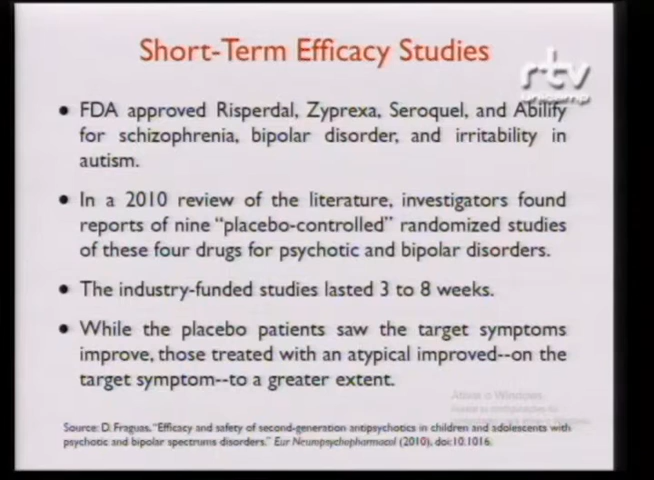 Short-Term Efficacy Studies
rtv
unicamp
• FDA approved Risperdal, Zyprexa, Seroquel, and Abilify
for schizophrenia, bipolar disorder, and irritability in
autism.
• In a 2010 review of the literature, investigators found
reports of nine “placebo-controlled” randomized studies
of these four drugs for psychotic and bipolar disorders.
• The industry-funded studies lasted 3 to 8 weeks.
• While the placebo patients saw the target symptoms
improve, those treated with an atypical improved--on the
target symptom--to a greater extent.
Windows
Source: D. Fraguas, “Efficacy and safety of second-generation antipsychotics in children and adolescents with
psychotic and bipolar spectrums disorders.” Eur Neuropsychopharmacol (2010), doi:10.1016.